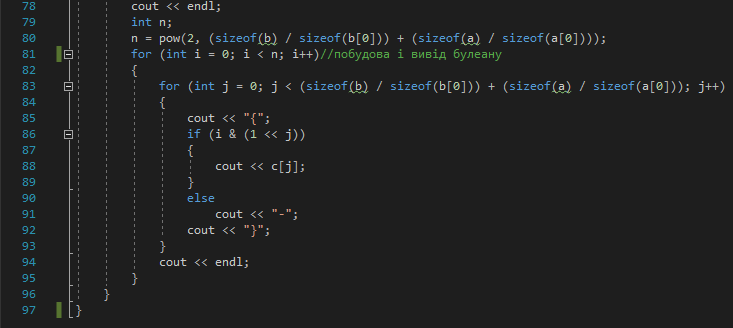 78 cout << endl;
79 int n;
80 n = pow(2, (sizeof(b) / sizeof(b[0])) + (sizeof(a) / sizeof(a[0])));
81 for (int i = 0; i < n; i++)//побудова і вивід булеану
82 {
83 for (int j = 0; j < (sizeof(b) / sizeof(b[0])) + (sizeof(a) / sizeof(a[0])); j++)
84 {
85 cout << "{";
86 if (i & (1 << j))
87 {
88 cout << c[j];
89 }
90 else
91 cout << "-";
92 cout << "}";
93 }
94 cout << endl;
95 }
96 }
97 }